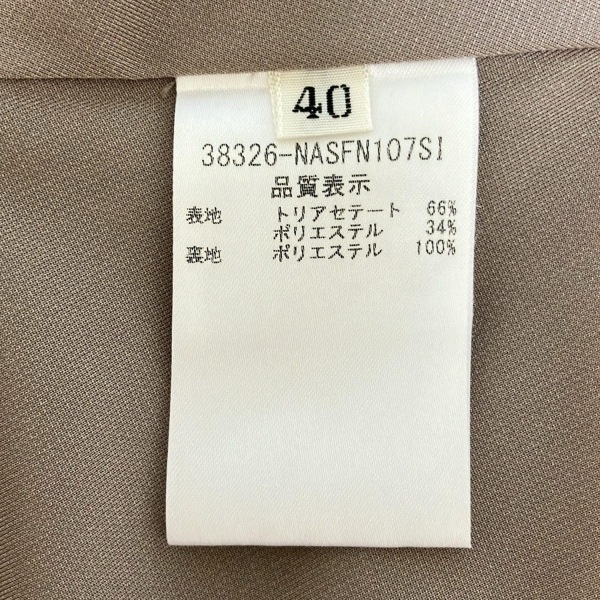 40
38326-NASFN107SI
品質表示
表地 トリアセテート 66%
ポリエステル 34%
裏地 ポリエステル 100%